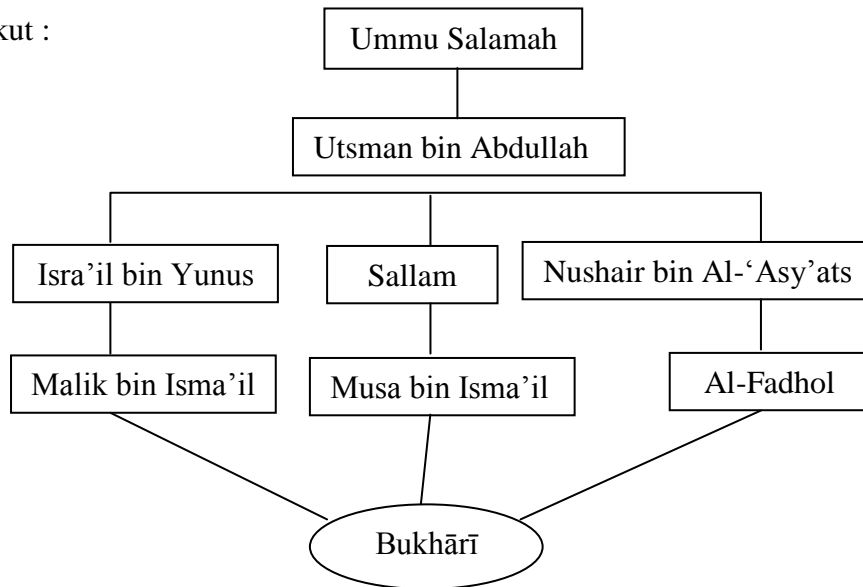 kut :
Ummu Salamah
Utsman bin Abdullah
Isra’il bin Yunus
Sallam
Nushair bin Al-‘Asy’ats
Malik bin Isma’il
Musa bin Isma’il
Al-Fadhol
Bukhārī